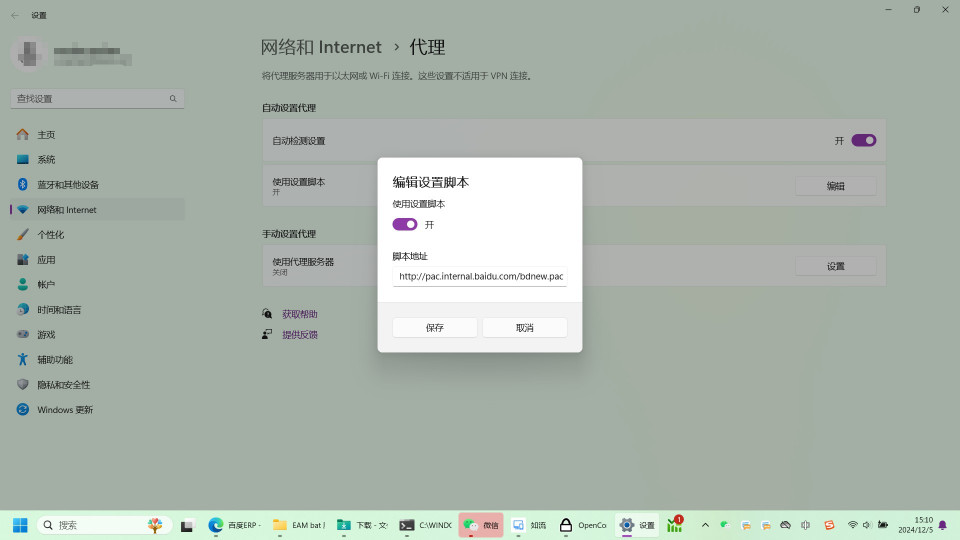 设置
网络和 Internet › 代理
将代理服务器用于以太网或 Wi-Fi 连接。这些设置不适用于 VPN 连接。
查找设置
主页
系统
蓝牙和其他设备
网络和 Internet
个性化
应用
帐户
时间和语言
游戏
辅助功能
隐私和安全性
Windows 更新
自动设置代理
自动检测设置
开
使用设置脚本
开
编辑
手动设置代理
使用代理服务器
关闭
设置
获取帮助
提供反馈
编辑设置脚本
使用设置脚本
开
脚本地址
http://pac.internal.baidu.com/bdnew.pac
保存
取消
搜索
百度ERP -
EAM bat
下载 - 文
C:\WINDO
微信
如流
OpenCo
设置
1
中
15:10
2024/12/5